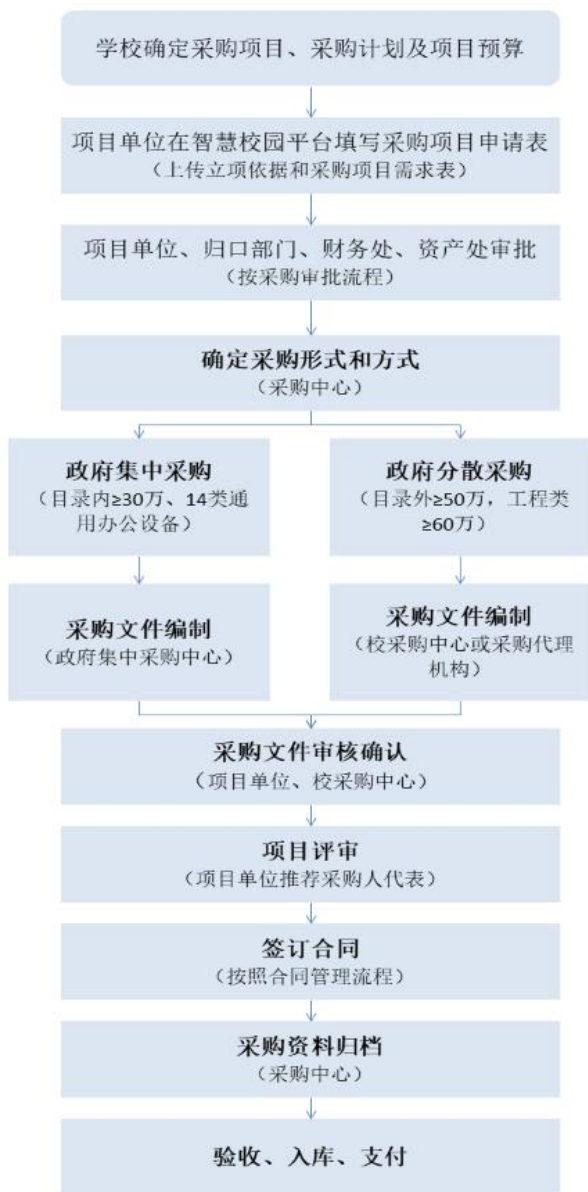 学校确定采购项目、采购计划及项目预算
项目单位在智慧校园平台填写采购项目申请表
（上传立项依据和采购项目需求表）
项目单位、归口部门、财务处、资产处审批
（按采购审批流程）
确定采购形式和方式
（采购中心）
政府集中采购
（目录内≥30万、14类通
用办公设备）
政府分散采购
（目录外≥50万，工程类
≥60万）
采购文件编制
（政府集中采购中心）
采购文件编制
（校采购中心或采购代理
机构）
采购文件审核确认
（项目单位、校采购中心）
项目评审
（项目单位推荐采购人代表）
签订合同
（按照合同管理流程）
采购资料归档
（采购中心）
验收、入库、支付